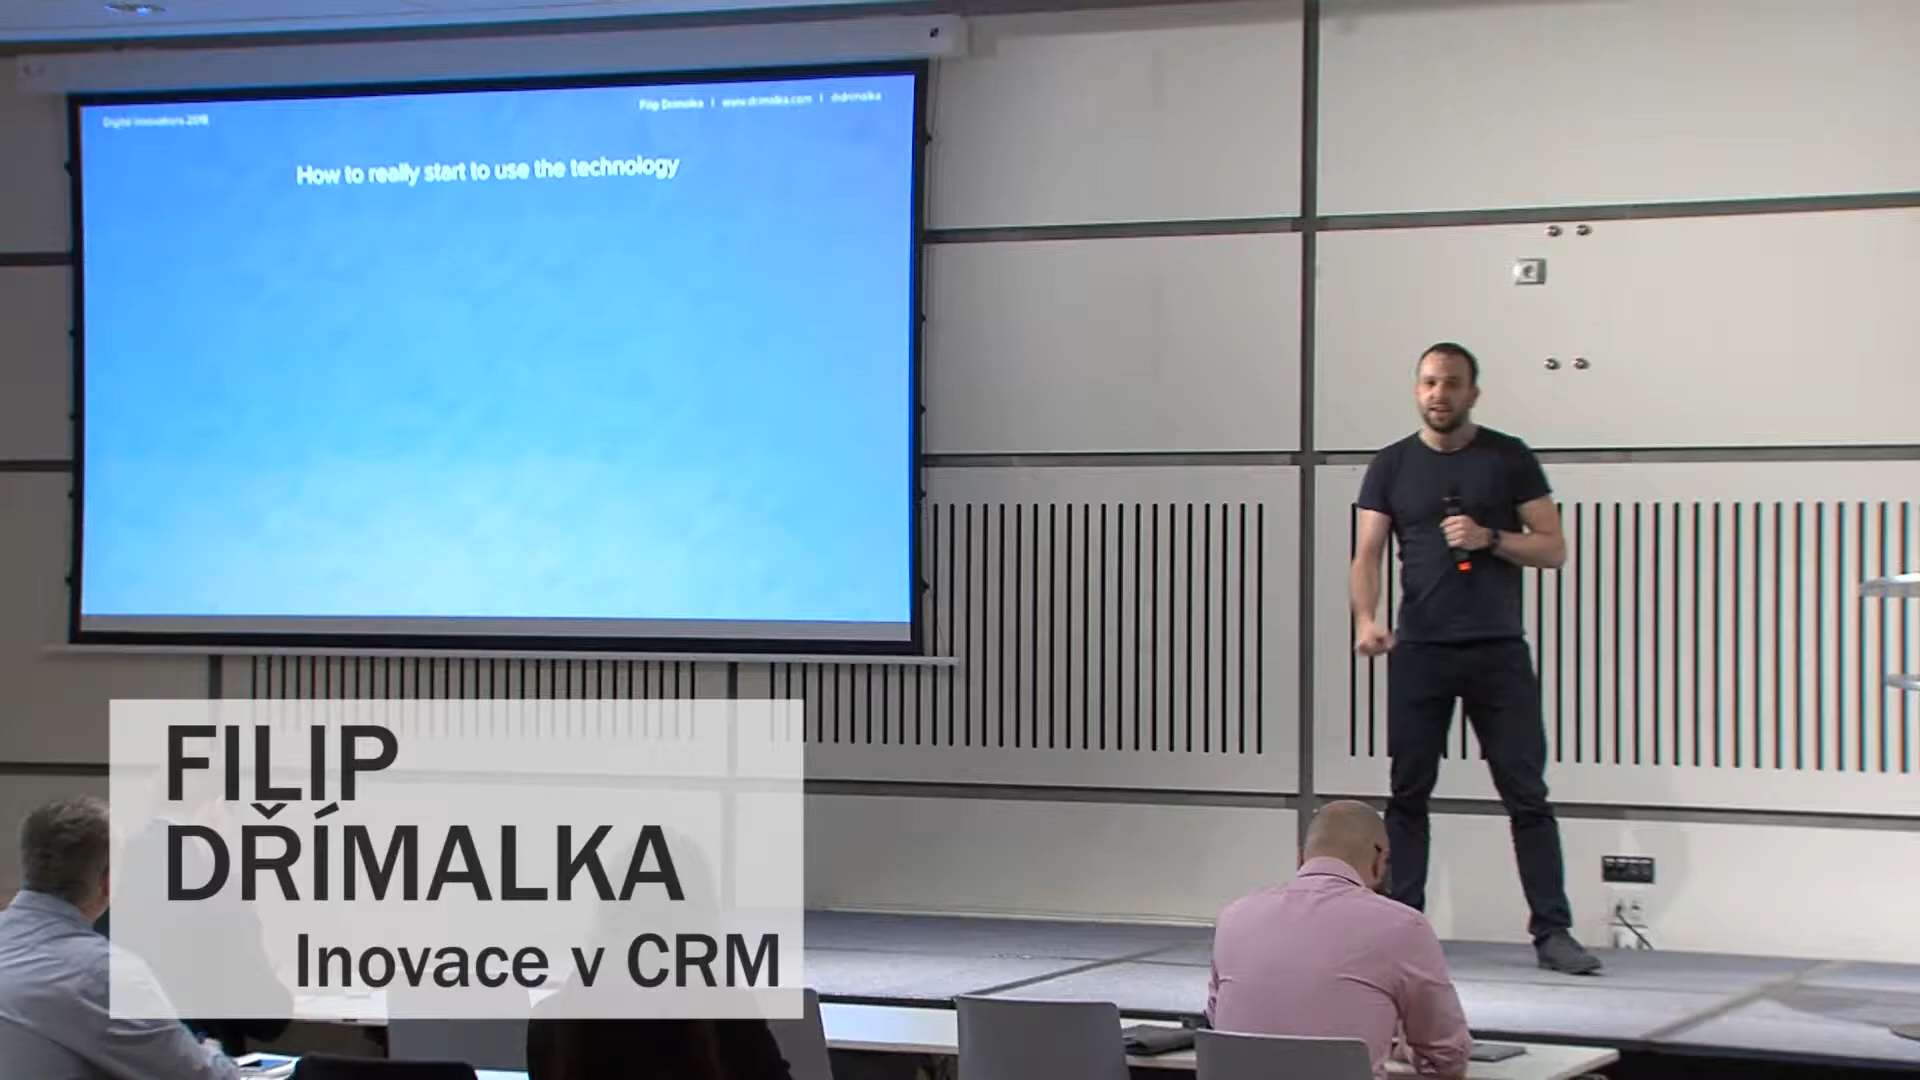 Filip Dřímalka | www.drimalka.com | @drimalka
Digital Innovations 2018
How to really start to use the technology
FILIP
DŘÍMALKA
Inovace v CRM